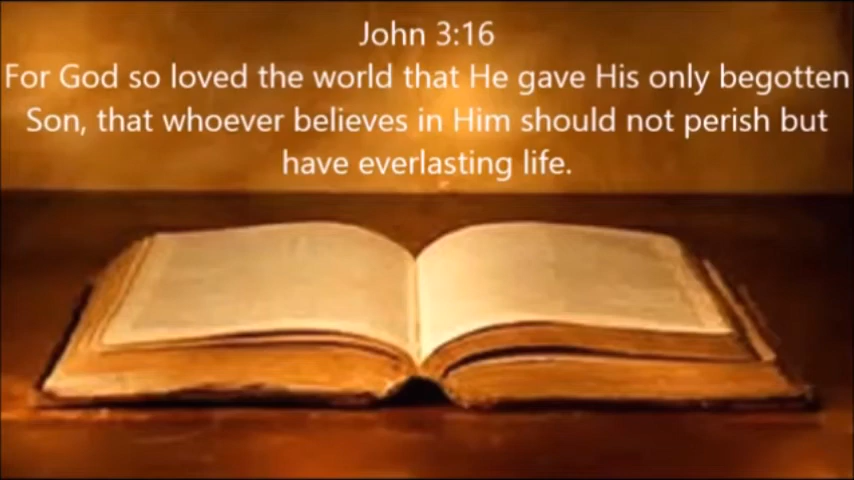 John 3:16
For God so loved the world that He gave His only begotten
Son, that whoever believes in Him should not perish but
have everlasting life.